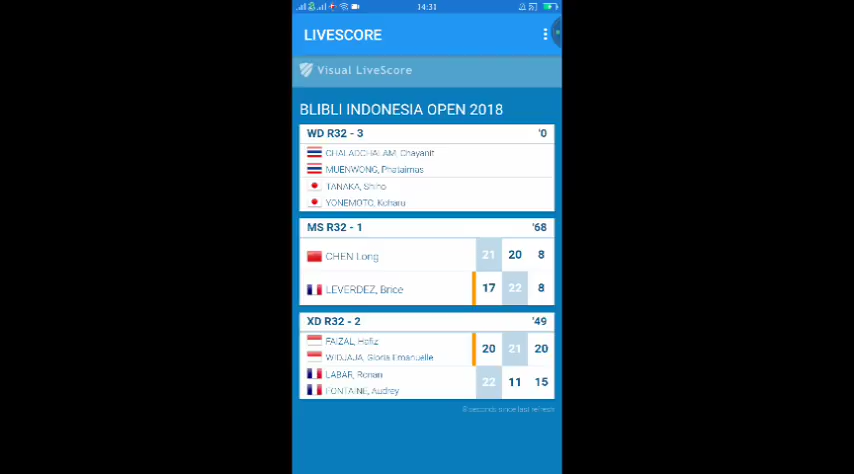 14:31
LIVESCORE
Visual LiveScore
BLIBLI INDONESIA OPEN 2018
WD R32 - 3 '0
CHALADCHALAM, Chayanit
MUENWONG, Phataimas
TANAKA, Shiho
YONEMOTO, Koharu
MS R32 - 1 '68
CHEN Long 21 20 8
LEVERDEZ, Brice 17 22 8
XD R32 - 2 '49
FAIZAL, Hafiz
WIDJAJA, Gloria Emanuelle
20 21 20
LABAR, Ronan
FONTAINE, Audrey
22 11 15
seconds since last refresh